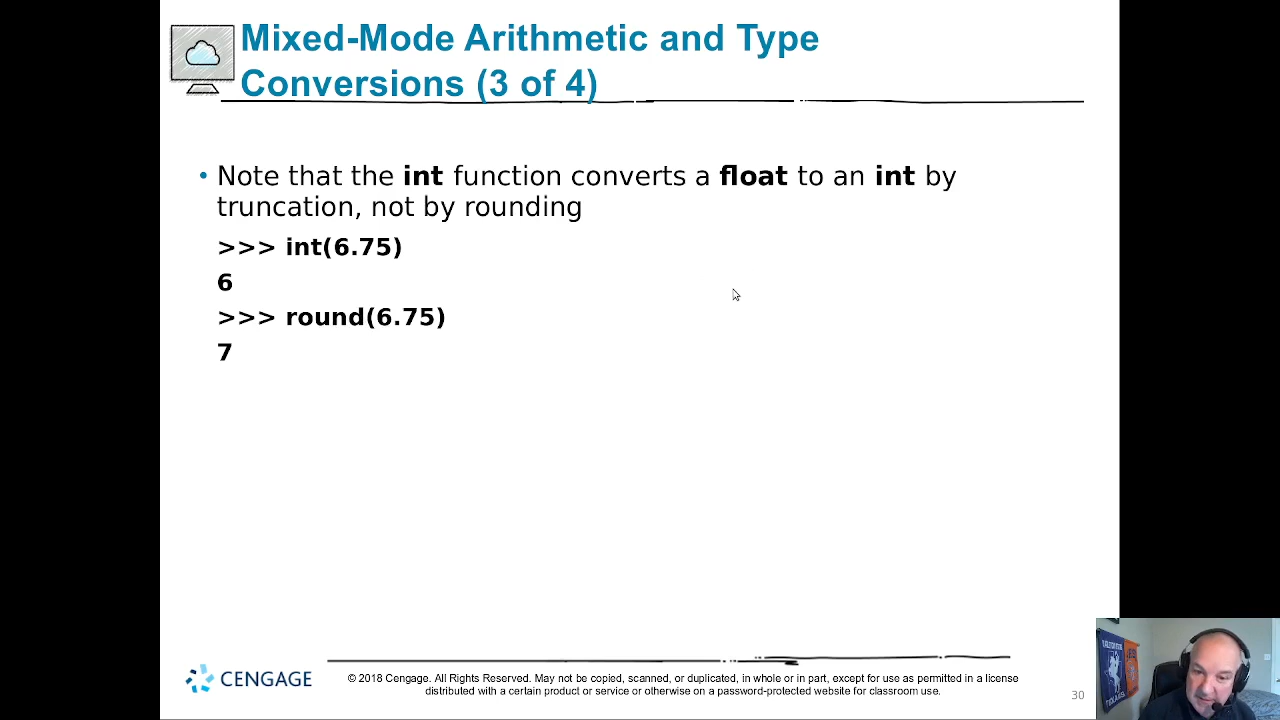 Mixed-Mode Arithmetic and Type
Conversions (3 of 4)
• Note that the int function converts a float to an int by
truncation, not by rounding
>>> int(6.75)
6
>>> round(6.75)
7
CENGAGE
© 2018 Cengage. All Rights Reserved. May not be copied, scanned, or duplicated, in whole or in part, except for use as permitted in a license
distributed with a certain product or service or otherwise on a password-protected website for classroom use.
30